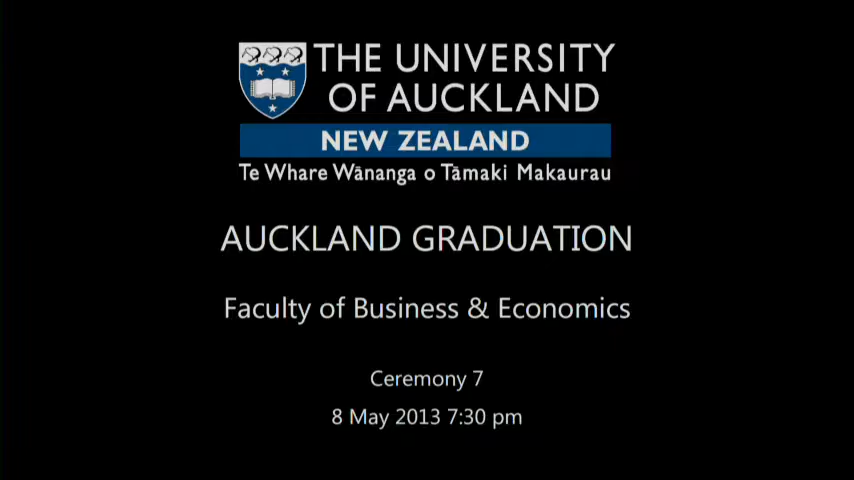 THE UNIVERSITY
OF AUCKLAND
NEW ZEALAND
Te Whare Wānanga o Tāmaki Makaurau
AUCKLAND GRADUATION
Faculty of Business & Economics
Ceremony 7
8 May 2013 7:30 pm